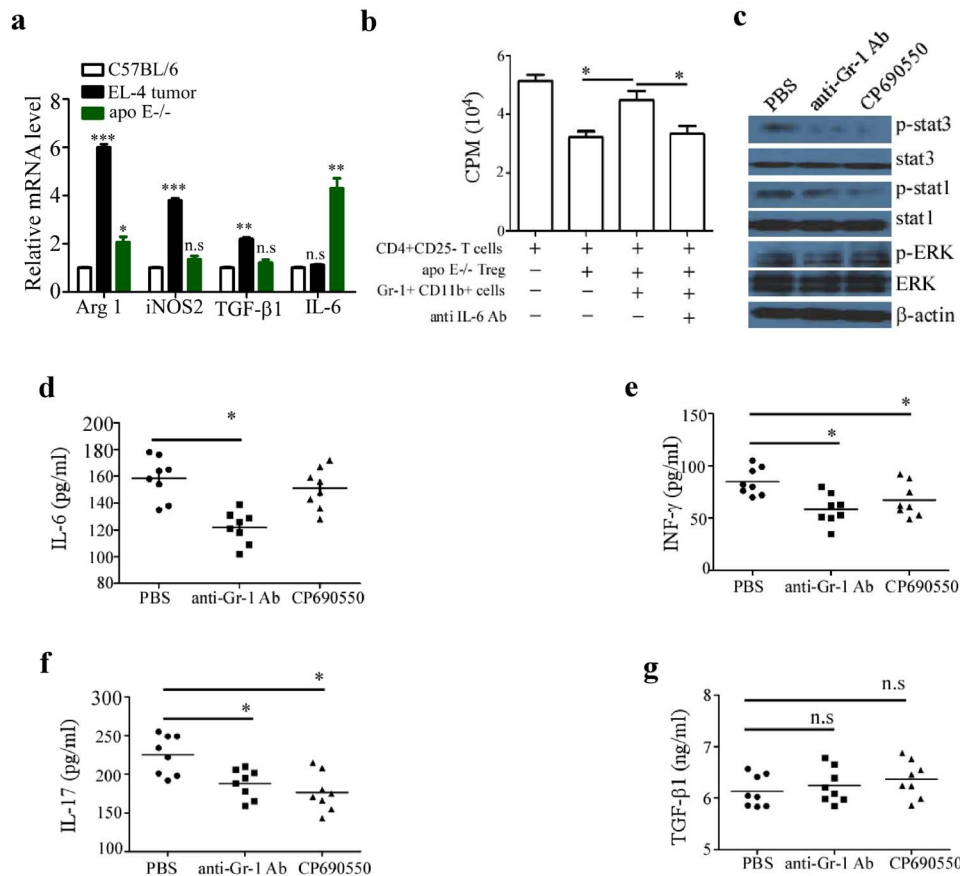 a
C57BL/6
EL-4 tumor
apo E-/-
Relative mRNA level
8
6
4
2
0
***
*
***
n.s
**
n.s
n.s
**
Arg 1 iNOS2 TGF-β1 IL-6
b
CPM (10⁴)
6
4
2
0
* *
CD4+CD25- T cells + + + +
apo E-/- Treg − + + +
Gr-1+ CD11b+ cells − − + +
anti IL-6 Ab − − − +
c
PBS anti-Gr-1 Ab CP690550
p-stat3
stat3
p-stat1
stat1
p-ERK
ERK
β-actin
d
IL-6 (pg/ml)
200
180
160
140
120
100
80
*
PBS anti-Gr-1 Ab CP690550
e
INF-γ (pg/ml)
150
100
50
0
*
*
PBS anti-Gr-1 Ab CP690550
f
IL-17 (pg/ml)
300
250
200
150
100
*
*
PBS anti-Gr-1 Ab CP690550
g
TGF-β1 (ng/ml)
8
7
6
5
n.s
n.s
PBS anti-Gr-1 Ab CP690550